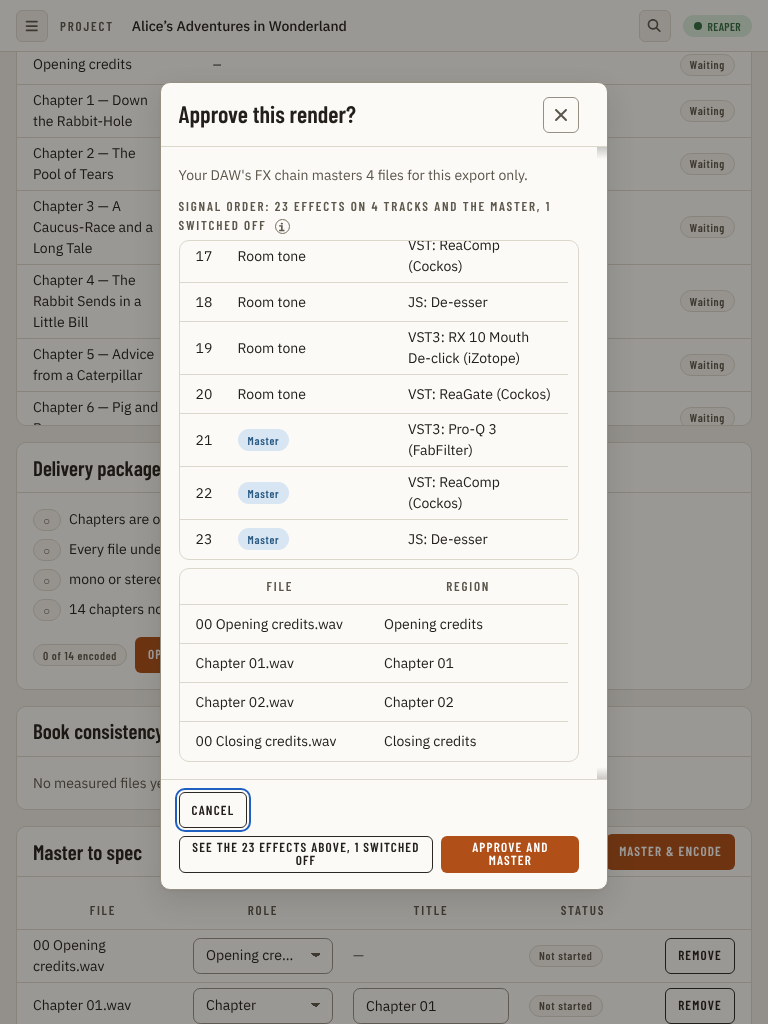 PROJECT Alice’s Adventures in Wonderland REAPER
Opening credits – Waiting
Chapter 1 — Down
the Rabbit-Hole
Waiting
Chapter 2 — The
Pool of Tears
Waiting
Chapter 3 — A
Caucus-Race and a
Long Tale
Waiting
Chapter 4 — The
Rabbit Sends in a
Little Bill
Waiting
Chapter 5 — Advice
from a Caterpillar
Waiting
Chapter 6 — Pig and
Waiting
Delivery package
Chapters are o
Every file unde
mono or stereo
14 chapters no
0 of 14 encoded OP
Book consistency
No measured files ye
Master to spec MASTER & ENCODE
FILE ROLE TITLE STATUS
00 Opening
credits.wav
Opening cre... — Not started REMOVE
Chapter 01.wav Chapter Chapter 01 Not started REMOVE
Approve this render?
Your DAW's FX chain masters 4 files for this export only.
SIGNAL ORDER: 23 EFFECTS ON 4 TRACKS AND THE MASTER, 1
SWITCHED OFF
17 Room tone VST: ReaComp
(Cockos)
18 Room tone JS: De-esser
19 Room tone VST3: RX 10 Mouth
De-click (iZotope)
20 Room tone VST: ReaGate (Cockos)
21 Master VST3: Pro-Q 3
(FabFilter)
22 Master VST: ReaComp
(Cockos)
23 Master JS: De-esser
FILE REGION
00 Opening credits.wav Opening credits
Chapter 01.wav Chapter 01
Chapter 02.wav Chapter 02
00 Closing credits.wav Closing credits
CANCEL
SEE THE 23 EFFECTS ABOVE, 1 SWITCHED
OFF
APPROVE AND
MASTER